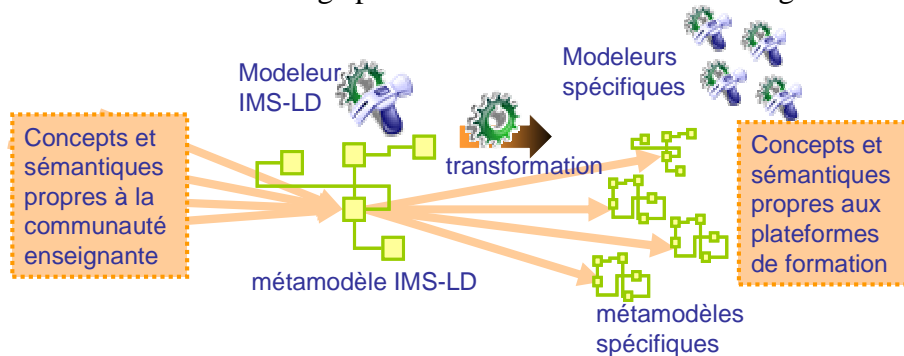 Modeleur
IMS-LD
Modeleurs
spécifiques
Concepts et
sémantiques
propres à la
communauté
enseignante
transformation
Concepts et
sémantiques
propres aux
plateformes
de formation
métamodèle IMS-LD
métamodèles
spécifiques